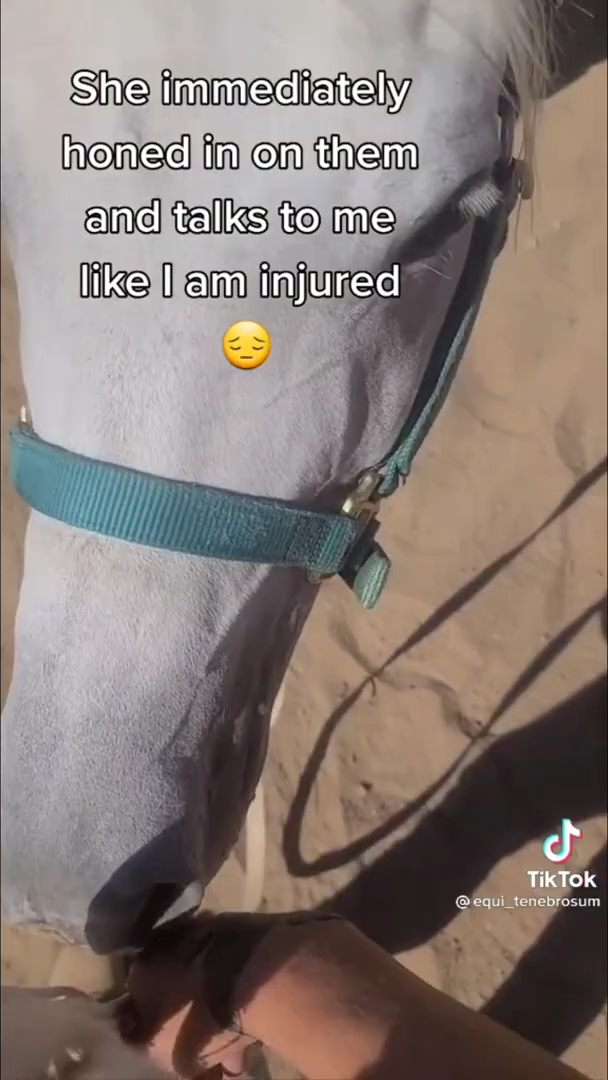 She immediately
honed in on them
and talks to me
like I am injured
😔
TikTok
@equi_tenebrosum